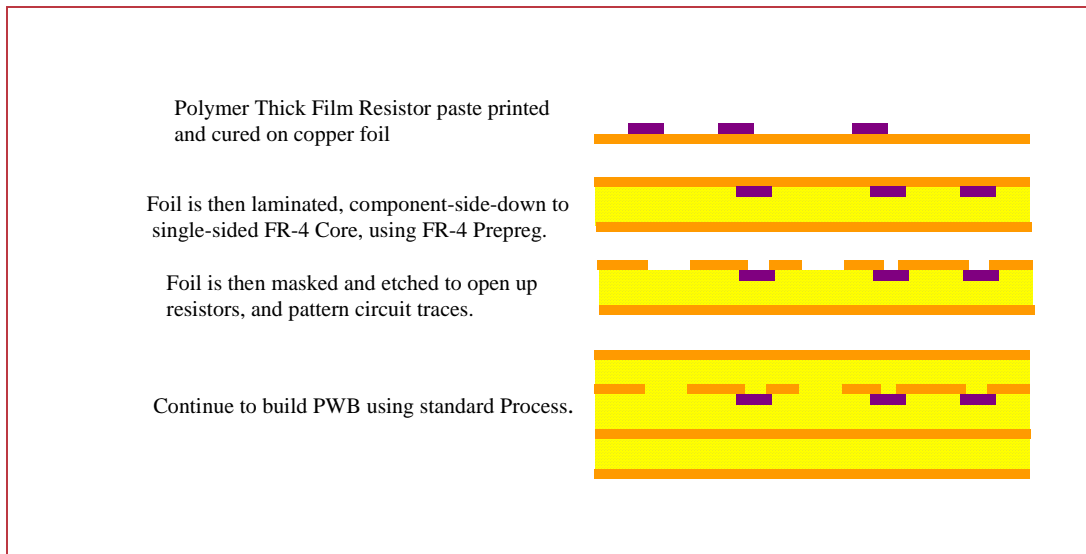 Polymer Thick Film Resistor paste printed
and cured on copper foil
Foil is then laminated, component-side-down to
single-sided FR-4 Core, using FR-4 Prepreg.
Foil is then masked and etched to open up
resistors, and pattern circuit traces.
Continue to build PWB using standard Process.